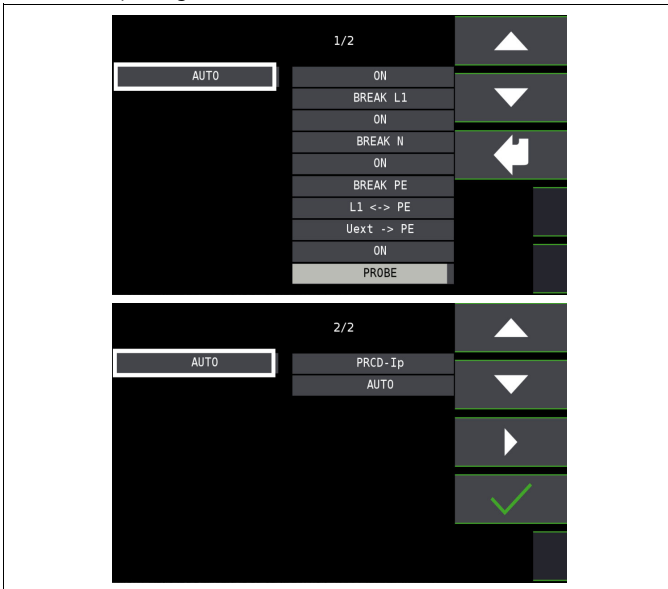 1/2
AUTO
ON
BREAK L1
ON
BREAK N
ON
BREAK PE
L1 <-> PE
Uext -> PE
ON
PROBE
2/2
AUTO
PRCD-Ip
AUTO